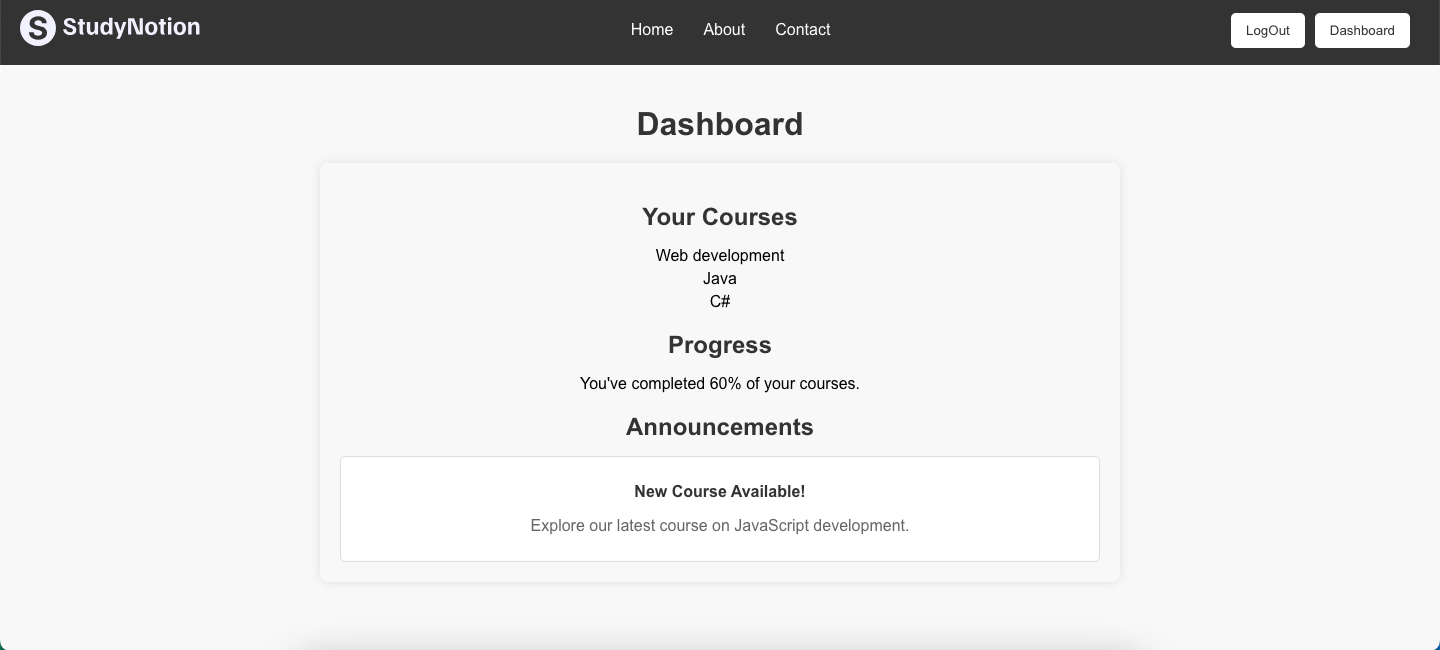 StudyNotion
Home About Contact
LogOut Dashboard
Dashboard
Your Courses
Web development
Java
C#
Progress
You've completed 60% of your courses.
Announcements
New Course Available!
Explore our latest course on JavaScript development.